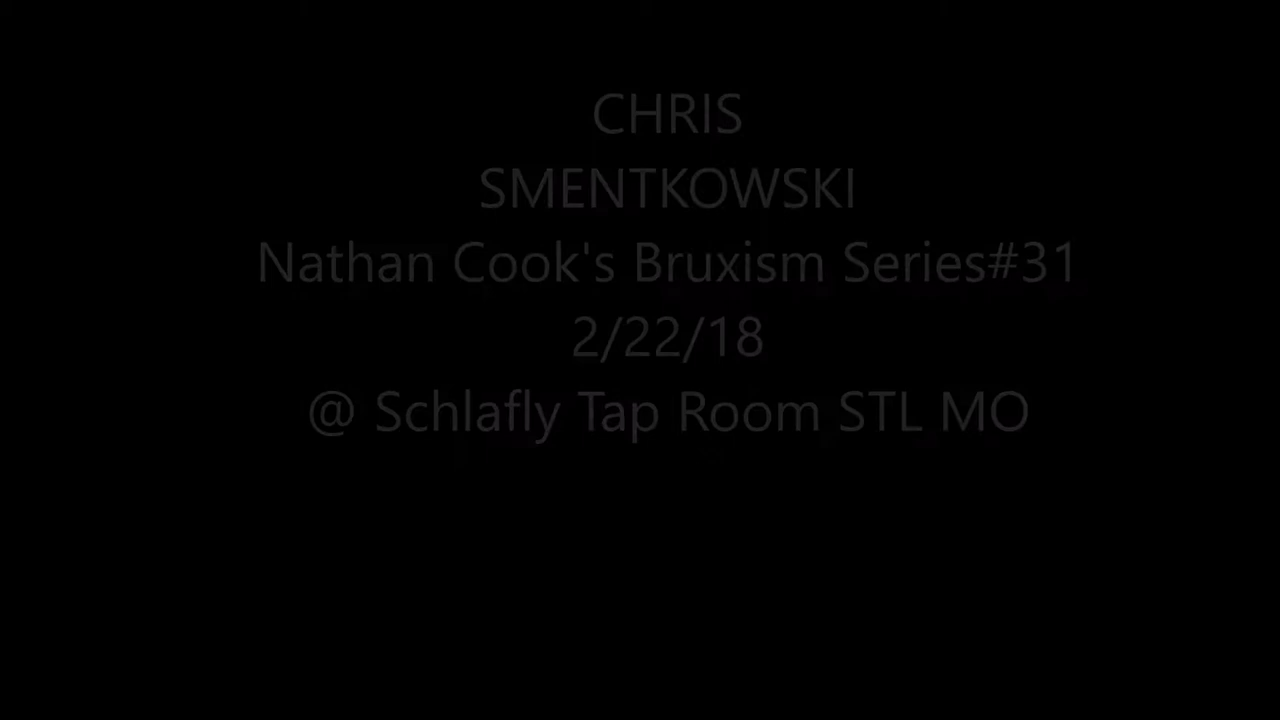 CHRIS
SMENTKOWSKI
Nathan Cook's Bruxism Series#31
2/22/18
@ Schlafly Tap Room STL MO